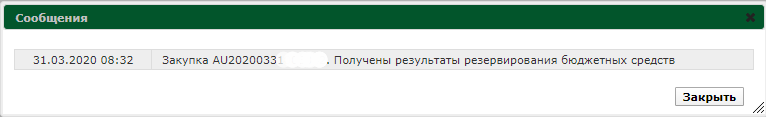 Сообщения
31.03.2020 08:32 Закупка AU20200331 . Получены результаты резервирования бюджетных средств
Закрыть